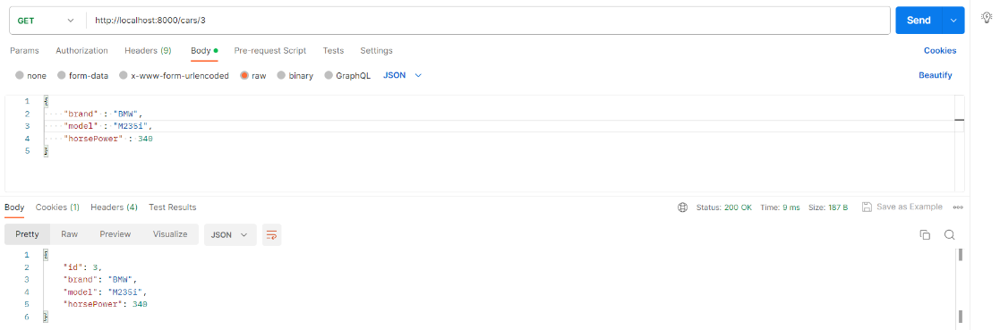 GET http://localhost:8000/cars/3 Send
Params Authorization Headers (9) Body Pre-request Script Tests Settings Cookies
none form-data x-www-form-urlencoded raw binary GraphQL JSON Beautify
1 {
2 "brand" : "BMW",
3 "model" : "M235i",
4 "horsePower" : 340
5 }
Body Cookies (1) Headers (4) Test Results Status: 200 OK Time: 9 ms Size: 187 B Save as Example
Pretty Raw Preview Visualize JSON
1 {
2 "id": 3,
3 "brand": "BMW",
4 "model": "M235i",
5 "horsePower": 340
6 }